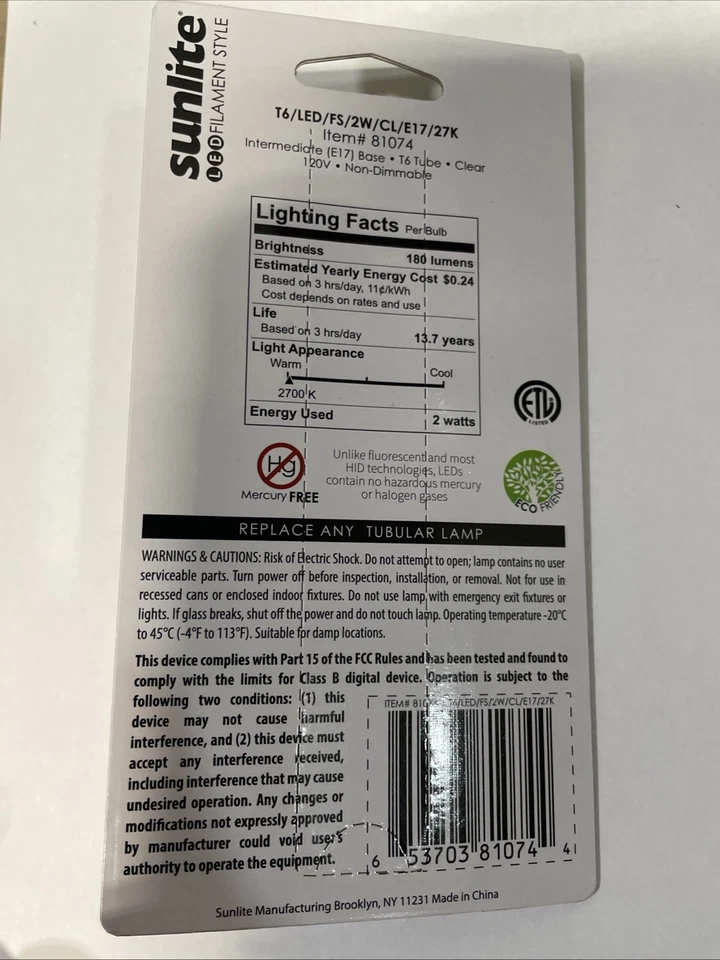 sunlite
LED FILAMENT STYLE
T6/LED/FS/2W/CL/E17/27K
Item# 81074
Intermediate (E17) Base • T6 Tube • Clear
120V • Non-Dimmable
Lighting Facts Per Bulb
Brightness 180 lumens
Estimated Yearly Energy Cost $0.24
Based on 3 hrs/day, 11¢/kWh
Cost depends on rates and use
Life
Based on 3 hrs/day 13.7 years
Light Appearance
Warm Cool
2700 K
Energy Used 2 watts
ETL
LISTED
Hg
Mercury FREE
Unlike fluorescent and most
HID technologies, LEDs
contain no hazardous mercury
or halogen gases
ECO FRIENDLY!
REPLACE ANY TUBULAR LAMP
WARNINGS & CAUTIONS: Risk of Electric Shock. Do not attempt to open; lamp contains no user
serviceable parts. Turn power off before inspection, installation, or removal. Not for use in
recessed cans or enclosed indoor fixtures. Do not use lamp with emergency exit fixtures or
lights. If glass breaks, shut off the power and do not touch lamp. Operating temperature -20°C
to 45°C (-4°F to 113°F). Suitable for damp locations.
This device complies with Part 15 of the FCC Rules and has been tested and found to
comply with the limits for Class B digital device. Operation is subject to the
following two conditions: (1) this
device may not cause harmful
interference, and (2) this device must
accept any interference received,
including interference that may cause
undesired operation. Any changes or
modifications not expressly approved
by manufacturer could void user's
authority to operate the equipment.
ITEM# /LED/FS/2W/CL/E17/27K
6 53703 81074 4
Sunlite Manufacturing Brooklyn, NY 11231 Made in China